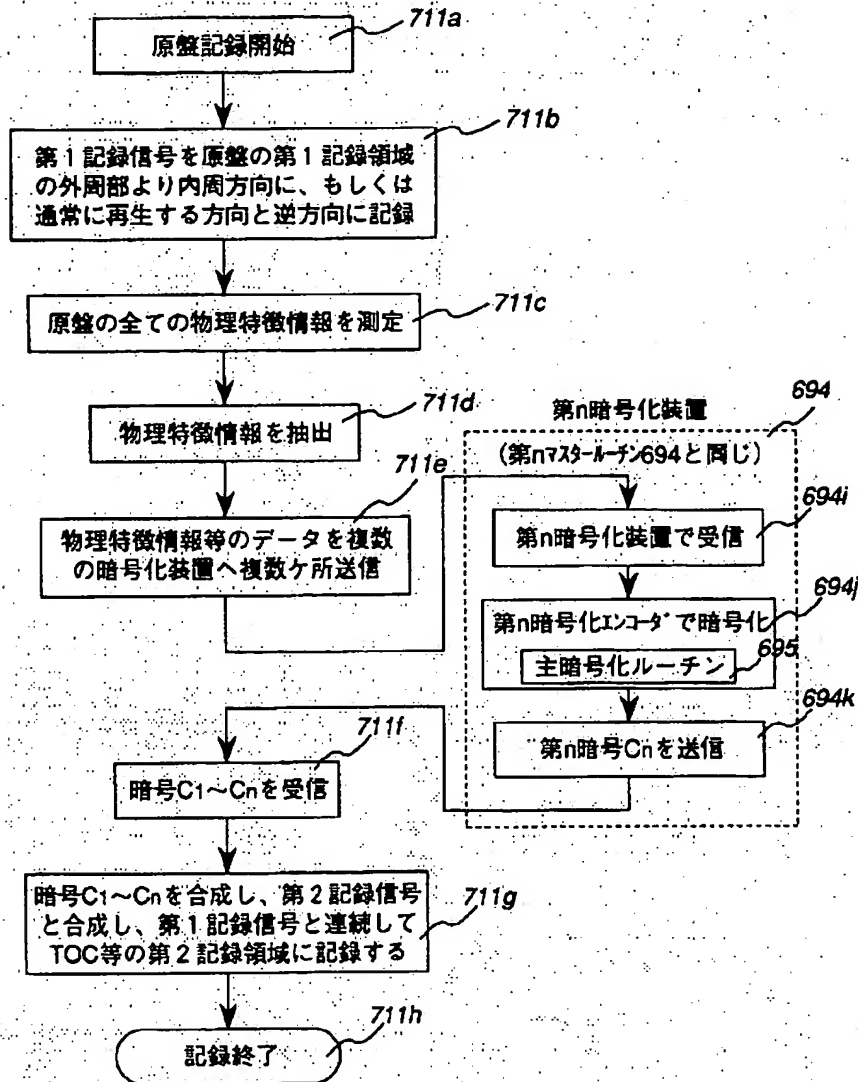 711a
原盤記録開始
711b
第1記録信号を原盤の第1記録領域
の外周部より内周方向に、もしくは
通常に再生する方向と逆方向に記録
711c
原盤の全ての物理特徴情報を測定
711d
物理特徴情報を抽出
711e
物理特徴情報等のデータを複数
の暗号化装置へ複数ケ所送信
第n暗号化装置
694
(第nマスタールーチン694と同じ)
694i
第n暗号化装置で受信
694j
第n暗号化エンコーダで暗号化
695
主暗号化ルーチン
694k
第n暗号Cnを送信
711f
暗号C1〜Cnを受信
711g
暗号C1〜Cnを合成し、第2記録信号
と合成し、第1記録信号と連続して
TOC等の第2記録領域に記録する
711h
記録終了